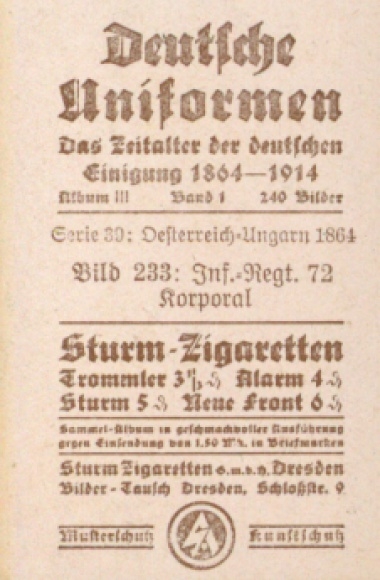 Deutsche
Uniformen
Das Zeitalter der deutschen
Einigung 1864—1914
Album III Band 1 240 Bilder
Serie 39: Oesterreich-Ungarn 1864
Bild 233: Inf.-Regt. 72
Korporal
Sturm-Zigaretten
Trommler 3 1/3 ₰ Alarm 4 ₰
Sturm 5 ₰ Neue Front 6 ₰
Sammel-Album in geschmackvoller Ausführung
gegen Einsendung von 1.50 Mk. in Briefmarken
Sturm Zigaretten G.m.b.H. Dresden
Bilder-Tausch Dresden, Schloßstr. 9
Musterschutz Kunstschutz